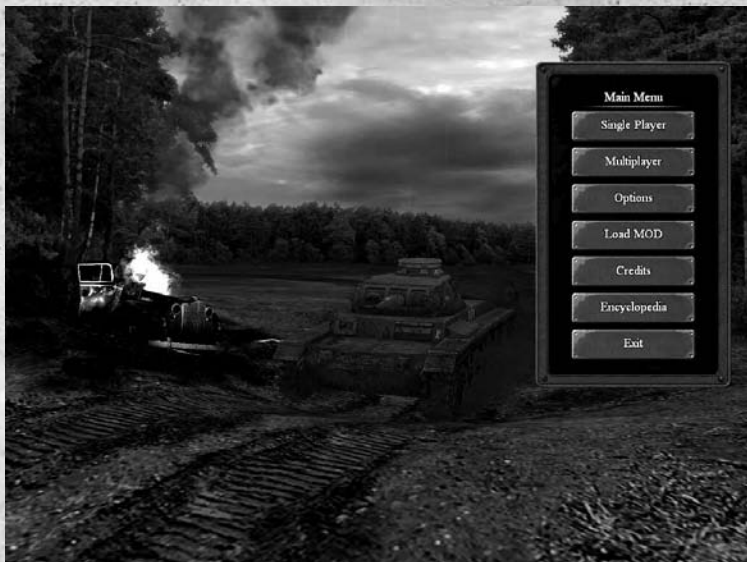 Main Menu
Single Player
Multiplayer
Options
Load MOD
Credits
Encyclopedia
Exit